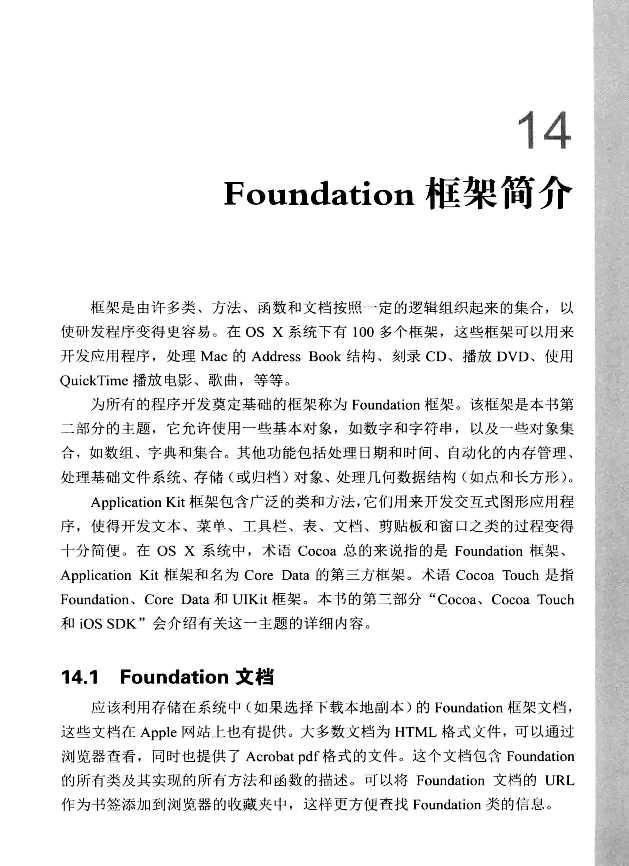 14
Foundation 框架简介
框架是由许多类、方法、函数和文档按照一定的逻辑组织起来的集合，以
使研发程序变得更容易。在 OS X 系统下有 100 多个框架，这些框架可以用来
开发应用程序，处理 Mac 的 Address Book 结构、刻录 CD、播放 DVD、使用
QuickTime 播放电影、歌曲，等等。
为所有的程序开发奠定基础的框架称为 Foundation 框架。该框架是本书第
二部分的主题，它允许使用一些基本对象，如数字和字符串，以及一些对象集
合，如数组、字典和集合。其他功能包括处理日期和时间、自动化的内存管理、
处理基础文件系统、存储（或归档）对象、处理几何数据结构（如点和长方形）。
Application Kit 框架包含广泛的类和方法，它们用来开发交互式图形应用程
序，使得开发文本、菜单、工具栏、表、文档、剪贴板和窗口之类的过程变得
十分简便。在 OS X 系统中，术语 Cocoa 总的来说指的是 Foundation 框架、
Application Kit 框架和名为 Core Data 的第三方框架。术语 Cocoa Touch 是指
Foundation、Core Data 和 UIKit 框架。本书的第三部分“Cocoa、Cocoa Touch
和 iOS SDK”会介绍有关这一主题的详细内容。
14.1 Foundation 文档
应该利用存储在系统中（如果选择下载本地副本）的 Foundation 框架文档，
这些文档在 Apple 网站上也有提供。大多数文档为 HTML 格式文件，可以通过
浏览器查看，同时也提供了 Acrobat pdf 格式的文件。这个文档包含 Foundation
的所有类及其实现的所有方法和函数的描述。可以将 Foundation 文档的 URL
作为书签添加到浏览器的收藏夹中，这样更方便查找 Foundation 类的信息。